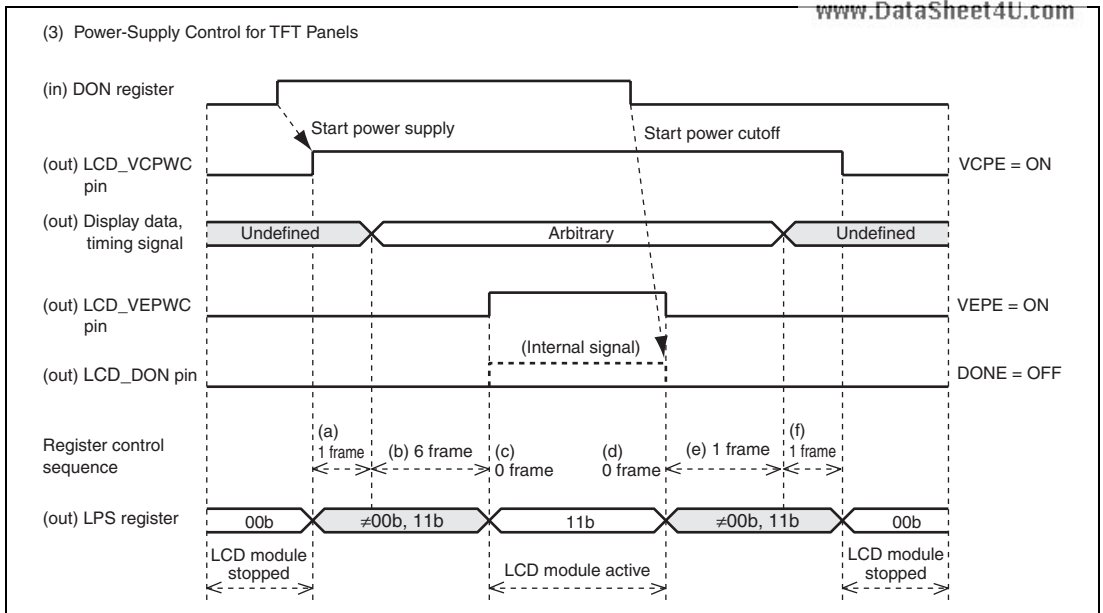 www.DataSheet4U.com
(3) Power-Supply Control for TFT Panels
(in) DON register
Start power supply
Start power cutoff
(out) LCD_VCPWC
pin
VCPE = ON
(out) Display data,
timing signal
Undefined
Arbitrary
Undefined
(out) LCD_VEPWC
pin
VEPE = ON
(Internal signal)
(out) LCD_DON pin
DONE = OFF
Register control
sequence
(a)
1 frame
(b) 6 frame
(c)
0 frame
(d)
0 frame
(e) 1 frame
(f)
1 frame
(out) LPS register
00b
≠00b, 11b
11b
≠00b, 11b
00b
LCD module
stopped
LCD module active
LCD module
stopped